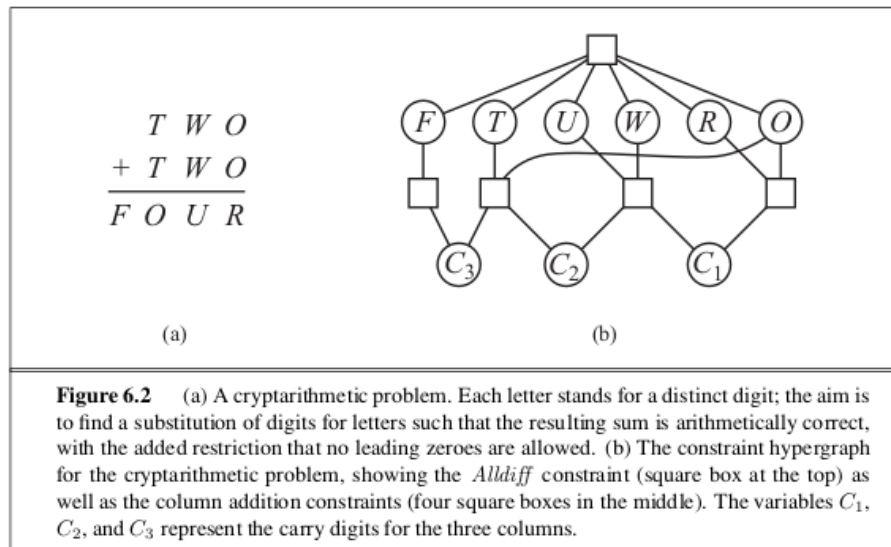 T W O
+ T W O
F O U R
(a)
F T U W R O
C3 C2 C1
(b)
Figure 6.2 (a) A cryptarithmetic problem. Each letter stands for a distinct digit; the aim is
to find a substitution of digits for letters such that the resulting sum is arithmetically correct,
with the added restriction that no leading zeroes are allowed. (b) The constraint hypergraph
for the cryptarithmetic problem, showing the Alldiff constraint (square box at the top) as
well as the column addition constraints (four square boxes in the middle). The variables C1,
C2, and C3 represent the carry digits for the three columns.